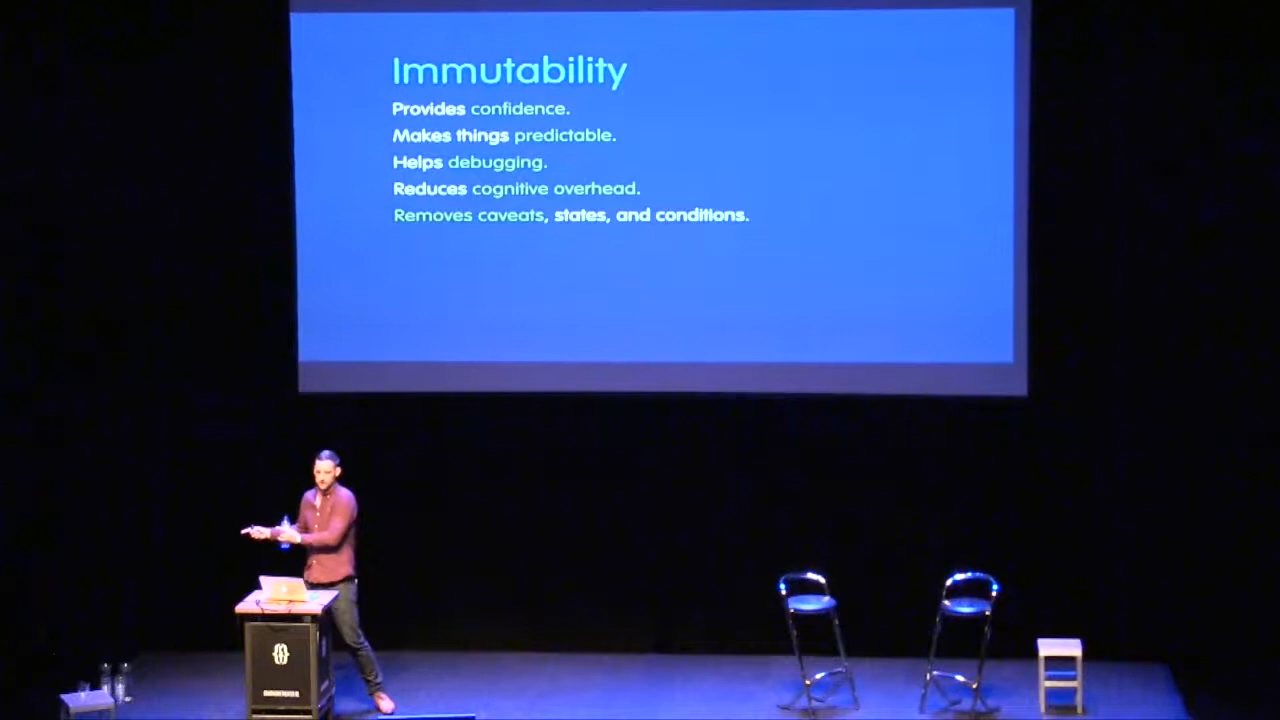 Immutability
Provides confidence.
Makes things predictable.
Helps debugging.
Reduces cognitive overhead.
Removes caveats, states, and conditions.